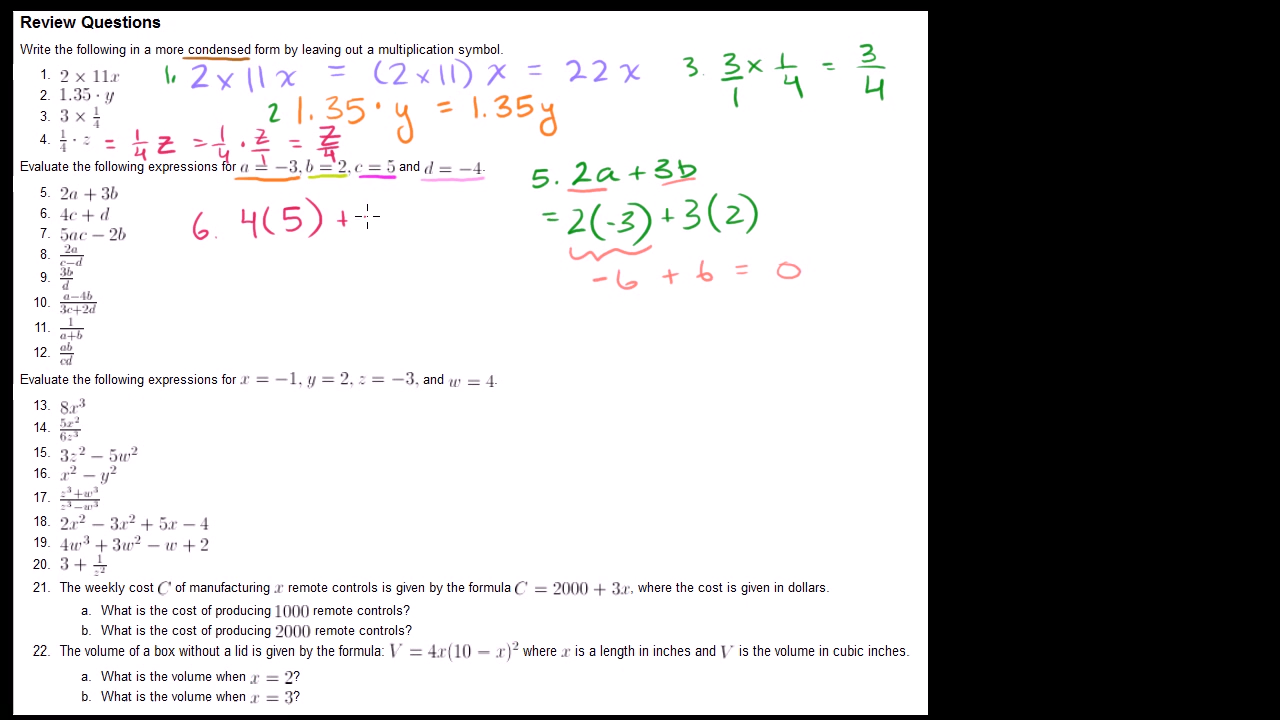 Review Questions
Write the following in a more condensed form by leaving out a multiplication symbol.
1. 2 × 11x
1. 2 x 11 x = (2 x 11) x = 22 x
3. 3/1 x 1/4 = 3/4
2. 1.35 · y
2 1.35 · y = 1.35y
3. 3 × 1/4
4. 1/4 · z = 1/4 z = 1/4 · z/1 = z/4
Evaluate the following expressions for a = −3, b = 2, c = 5 and d = −4.
5. 2a + 3b
= 2(-3) + 3(2)
-6 + 6 = 0
5. 2a + 3b
6. 4c + d
6. 4(5) +
7. 5ac − 2b
8. 2a/c−d
9. 3b/d
10. a−4b/3c+2d
11. 1/a+b
12. ab/cd
Evaluate the following expressions for x = −1, y = 2, z = −3, and w = 4.
13. 8x³
14. 5x²/6z³
15. 3z² − 5w²
16. x² − y²
17. z³+w³/z³−w³
18. 2x² − 3x² + 5x − 4
19. 4w³ + 3w² − w + 2
20. 3 + 1/z²
21. The weekly cost C of manufacturing x remote controls is given by the formula C = 2000 + 3x, where the cost is given in dollars.
a. What is the cost of producing 1000 remote controls?
b. What is the cost of producing 2000 remote controls?
22. The volume of a box without a lid is given by the formula: V = 4x(10 − x)² where x is a length in inches and V is the volume in cubic inches.
a. What is the volume when x = 2?
b. What is the volume when x = 3?